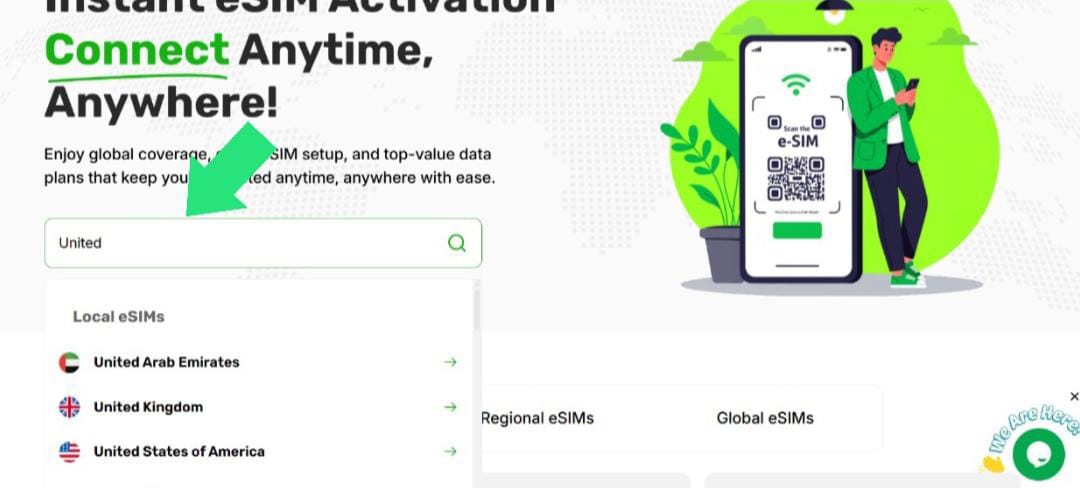 Instant eSIM Activation
Connect Anytime,
Anywhere!
Enjoy global coverage, SIM setup, and top-value data
plans that keep you ted anytime, anywhere with ease.
United
Local eSIMs
United Arab Emirates
United Kingdom
United States of America
Regional eSIMs
Global eSIMs
Scan the
e-SIM
We Are Here!